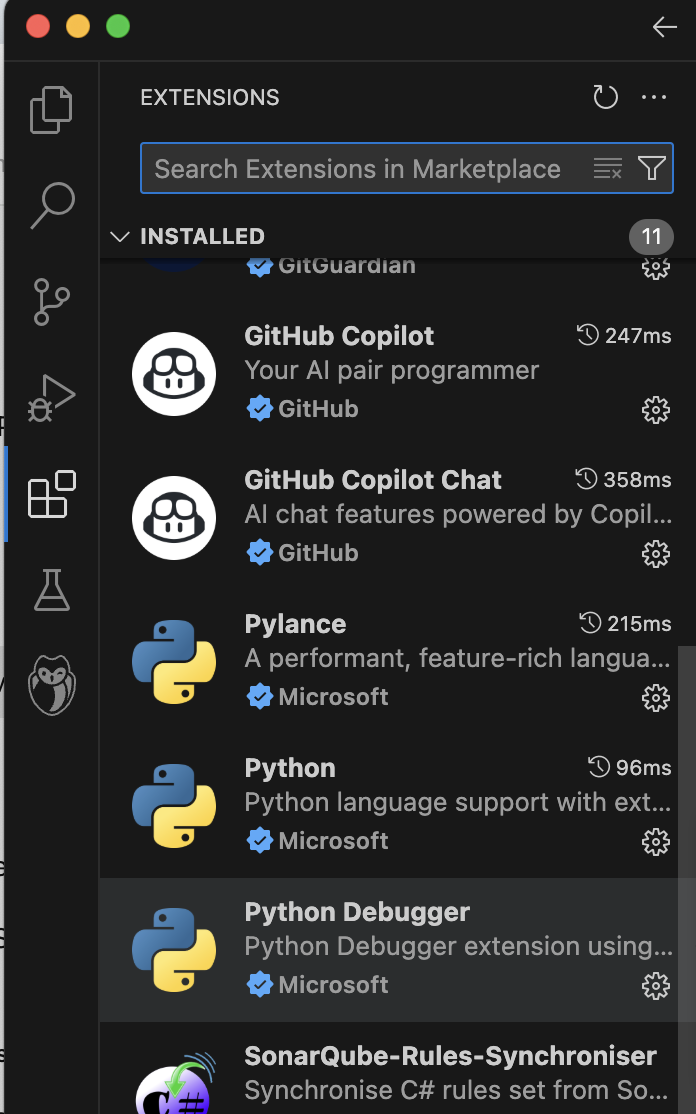 EXTENSIONS
Search Extensions in Marketplace
INSTALLED 11
GitGuardian
GitHub Copilot 247ms
Your AI pair programmer
GitHub
GitHub Copilot Chat 358ms
AI chat features powered by Copil...
GitHub
Pylance 215ms
A performant, feature-rich langua...
Microsoft
Python 96ms
Python language support with ext...
Microsoft
Python Debugger
Python Debugger extension using...
Microsoft
SonarQube-Rules-Synchroniser
Synchronise C# rules set from So...
C#